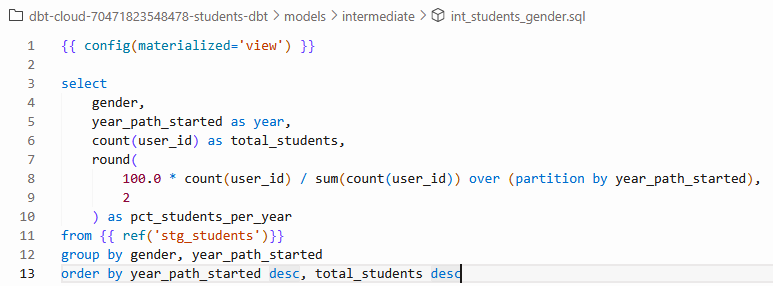 dbt-cloud-70471823548478-students-dbt > models > intermediate > int_students_gender.sql
1 {{ config(materialized='view') }}
2
3 select
4     gender,
5     year_path_started as year,
6     count(user_id) as total_students,
7     round(
8         100.0 * count(user_id) / sum(count(user_id)) over (partition by year_path_started),
9         2
10     ) as pct_students_per_year
11 from {{ ref('stg_students')}}
12 group by gender, year_path_started
13 order by year_path_started desc, total_students desc